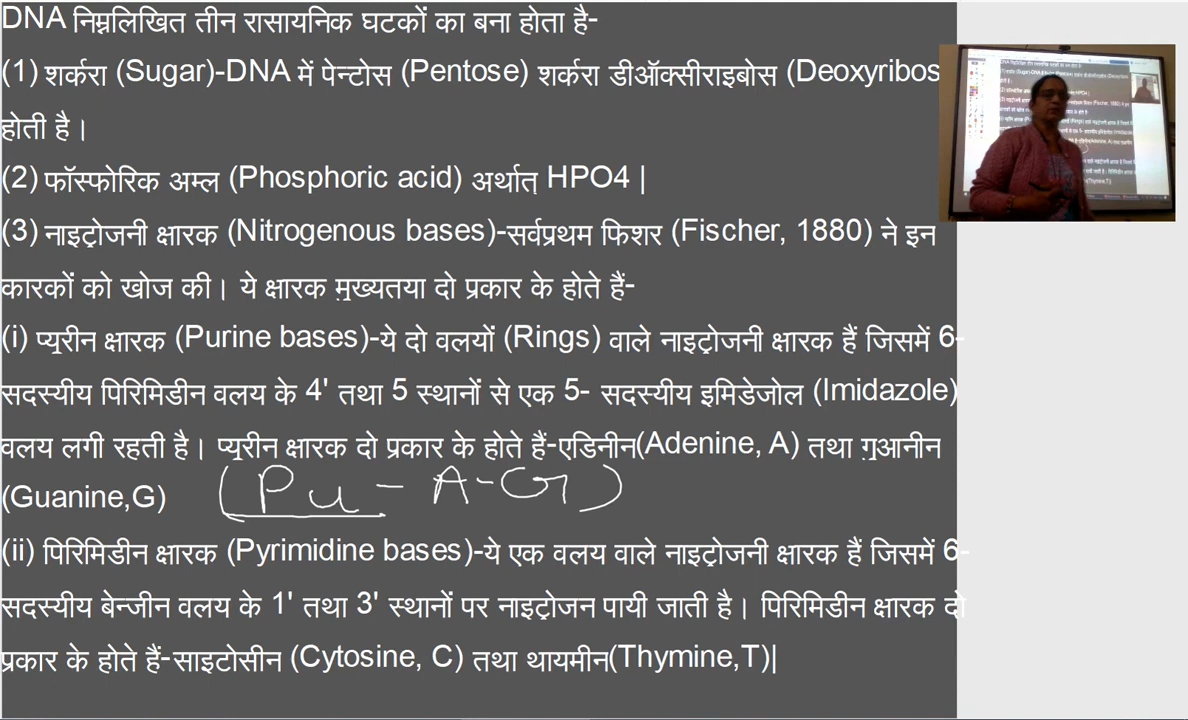 DNA निम्नलिखित तीन रासायनिक घटकों का बना होता है-
(1) शर्करा (Sugar)-DNA में पेन्टोस (Pentose) शर्करा डीऑक्सीराइबोस (Deoxyribos
होती है।
(2) फॉस्फोरिक अम्ल (Phosphoric acid) अर्थात् HPO4 |
(3) नाइट्रोजनी क्षारक (Nitrogenous bases)-सर्वप्रथम फिशर (Fischer, 1880) ने इन
कारकों को खोज की। ये क्षारक मुख्यतया दो प्रकार के होते हैं-
(i) प्यूरीन क्षारक (Purine bases)-ये दो वलयों (Rings) वाले नाइट्रोजनी क्षारक हैं जिसमें 6-
सदस्यीय पिरिमिडीन वलय के 4' तथा 5 स्थानों से एक 5- सदस्यीय इमिडेजोल (Imidazole)
वलय लगी रहती है। प्यूरीन क्षारक दो प्रकार के होते हैं-एडिनीन(Adenine, A) तथा गुआनीन
(Guanine,G) (Pu - A-G)
(ii) पिरिमिडीन क्षारक (Pyrimidine bases)-ये एक वलय वाले नाइट्रोजनी क्षारक हैं जिसमें 6-
सदस्यीय बेन्जीन वलय के 1' तथा 3' स्थानों पर नाइट्रोजन पायी जाती है। पिरिमिडीन क्षारक दो
प्रकार के होते हैं-साइटोसीन (Cytosine, C) तथा थायमीन(Thymine,T)|